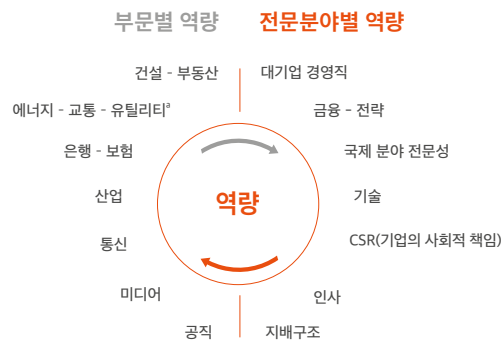 부문별 역량
전문분야별 역량
건설 - 부동산
에너지 - 교통 - 유틸리티ª
은행 - 보험
산업
통신
미디어
공직
역량
대기업 경영직
금융 - 전략
국제 분야 전문성
기술
CSR(기업의 사회적 책임)
인사
지배구조